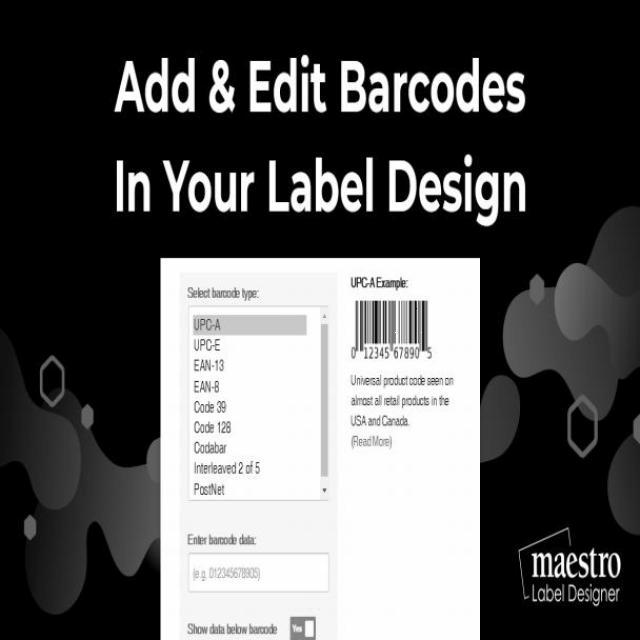 Add & Edit Barcodes
In Your Label Design
Select barcode type:
UPC-A
UPC-E
EAN-13
EAN-8
Code 39
Code 128
Codabar
Interleaved 2 of 5
PostNet
Enter barcode data:
(e.g. 012345678905)
Show data below barcode
Yes
UPC-A Example:
0 12345 67890 5
Universal product code seen on
almost all retail products in the
USA and Canada.
(Read More)
maestro
Label Designer